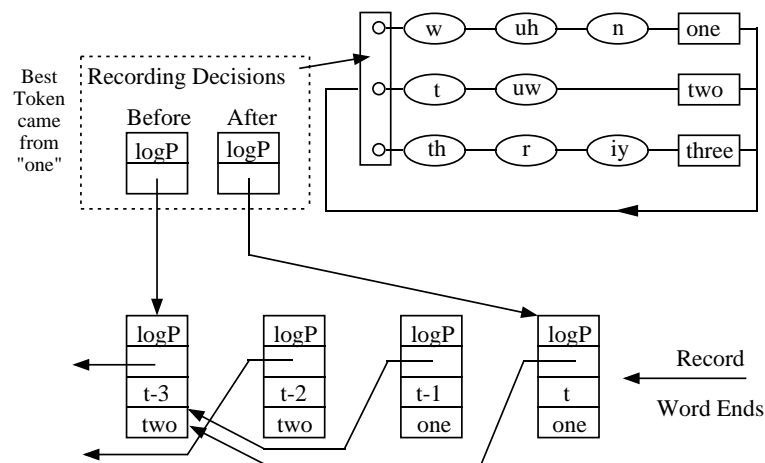 w uh n one
Best
Token
came
from
"one"
Recording Decisions
t uw two
Before After
logP logP
th r iy three
logP logP logP logP
Record
t-3 t-2 t-1 t
Word Ends
two two one one